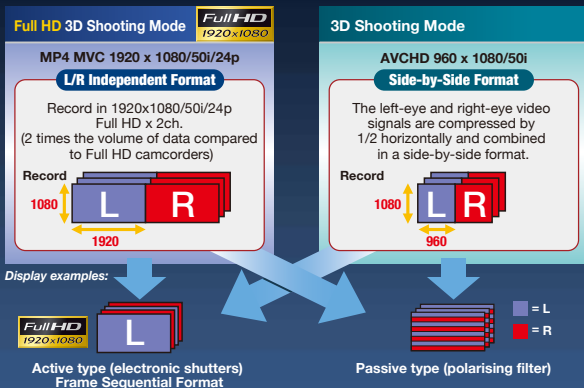 Full HD 3D Shooting Mode
Full HD
1920x1080
MP4 MVC 1920 x 1080/50i/24p
L/R Independent Format
Record in 1920x1080/50i/24p
Full HD x 2ch.
(2 times the volume of data compared
to Full HD camcorders)
Record
1080
L
R
1920
3D Shooting Mode
AVCHD 960 x 1080/50i
Side-by-Side Format
The left-eye and right-eye video
signals are compressed by
1/2 horizontally and combined
in a side-by-side format.
Record
1080
L
R
960
Display examples:
Full HD
1920x1080
L
Active type (electronic shutters)
Frame Sequential Format
= L
= R
Passive type (polarising filter)